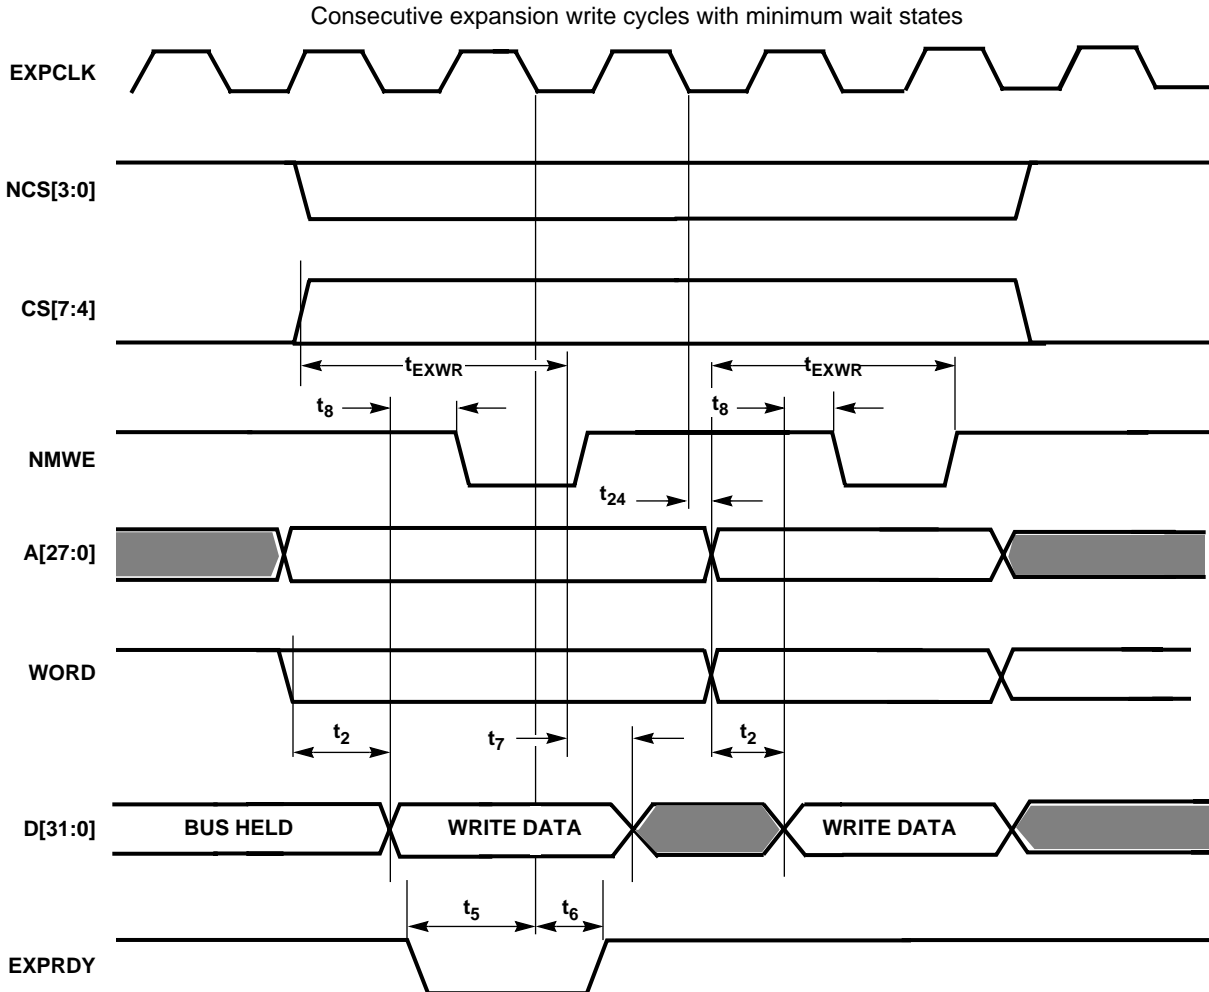 Consecutive expansion write cycles with minimum wait states
EXPCLK
NCS[3:0]
CS[7:4]
tEXWR tEXWR
t8 t8
NMWE
t24
A[27:0]
WORD
t2 t7 t2
D[31:0] BUS HELD WRITE DATA WRITE DATA
t5 t6
EXPRDY